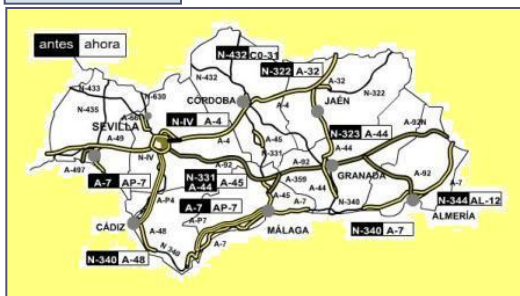 antes ahora
N-432 C0-31
N-322 A-32
A-32
N-432
N-433
N-630
N-322
N-435
CORDOBA
A-66
A-4
JAÉN
A-92N
SEVILLA
N-IV A-4
A-45
N-323 A-44
A-49
A-4
N-331
N-IV
A-92
A-92
A-44
A-497
N-331
A-44 A-45
A-359
GRANADA
A-92
A-7
A-7 AP-7
A-P4
A-45
A-44
N-340
N-344 AL-12
A-7 AP-7
A-7
ALMERÍA
CÁDIZ
A-48
A-P7
MÁLAGA
N-340 A-7
N 340
A-7
N-340 A-48